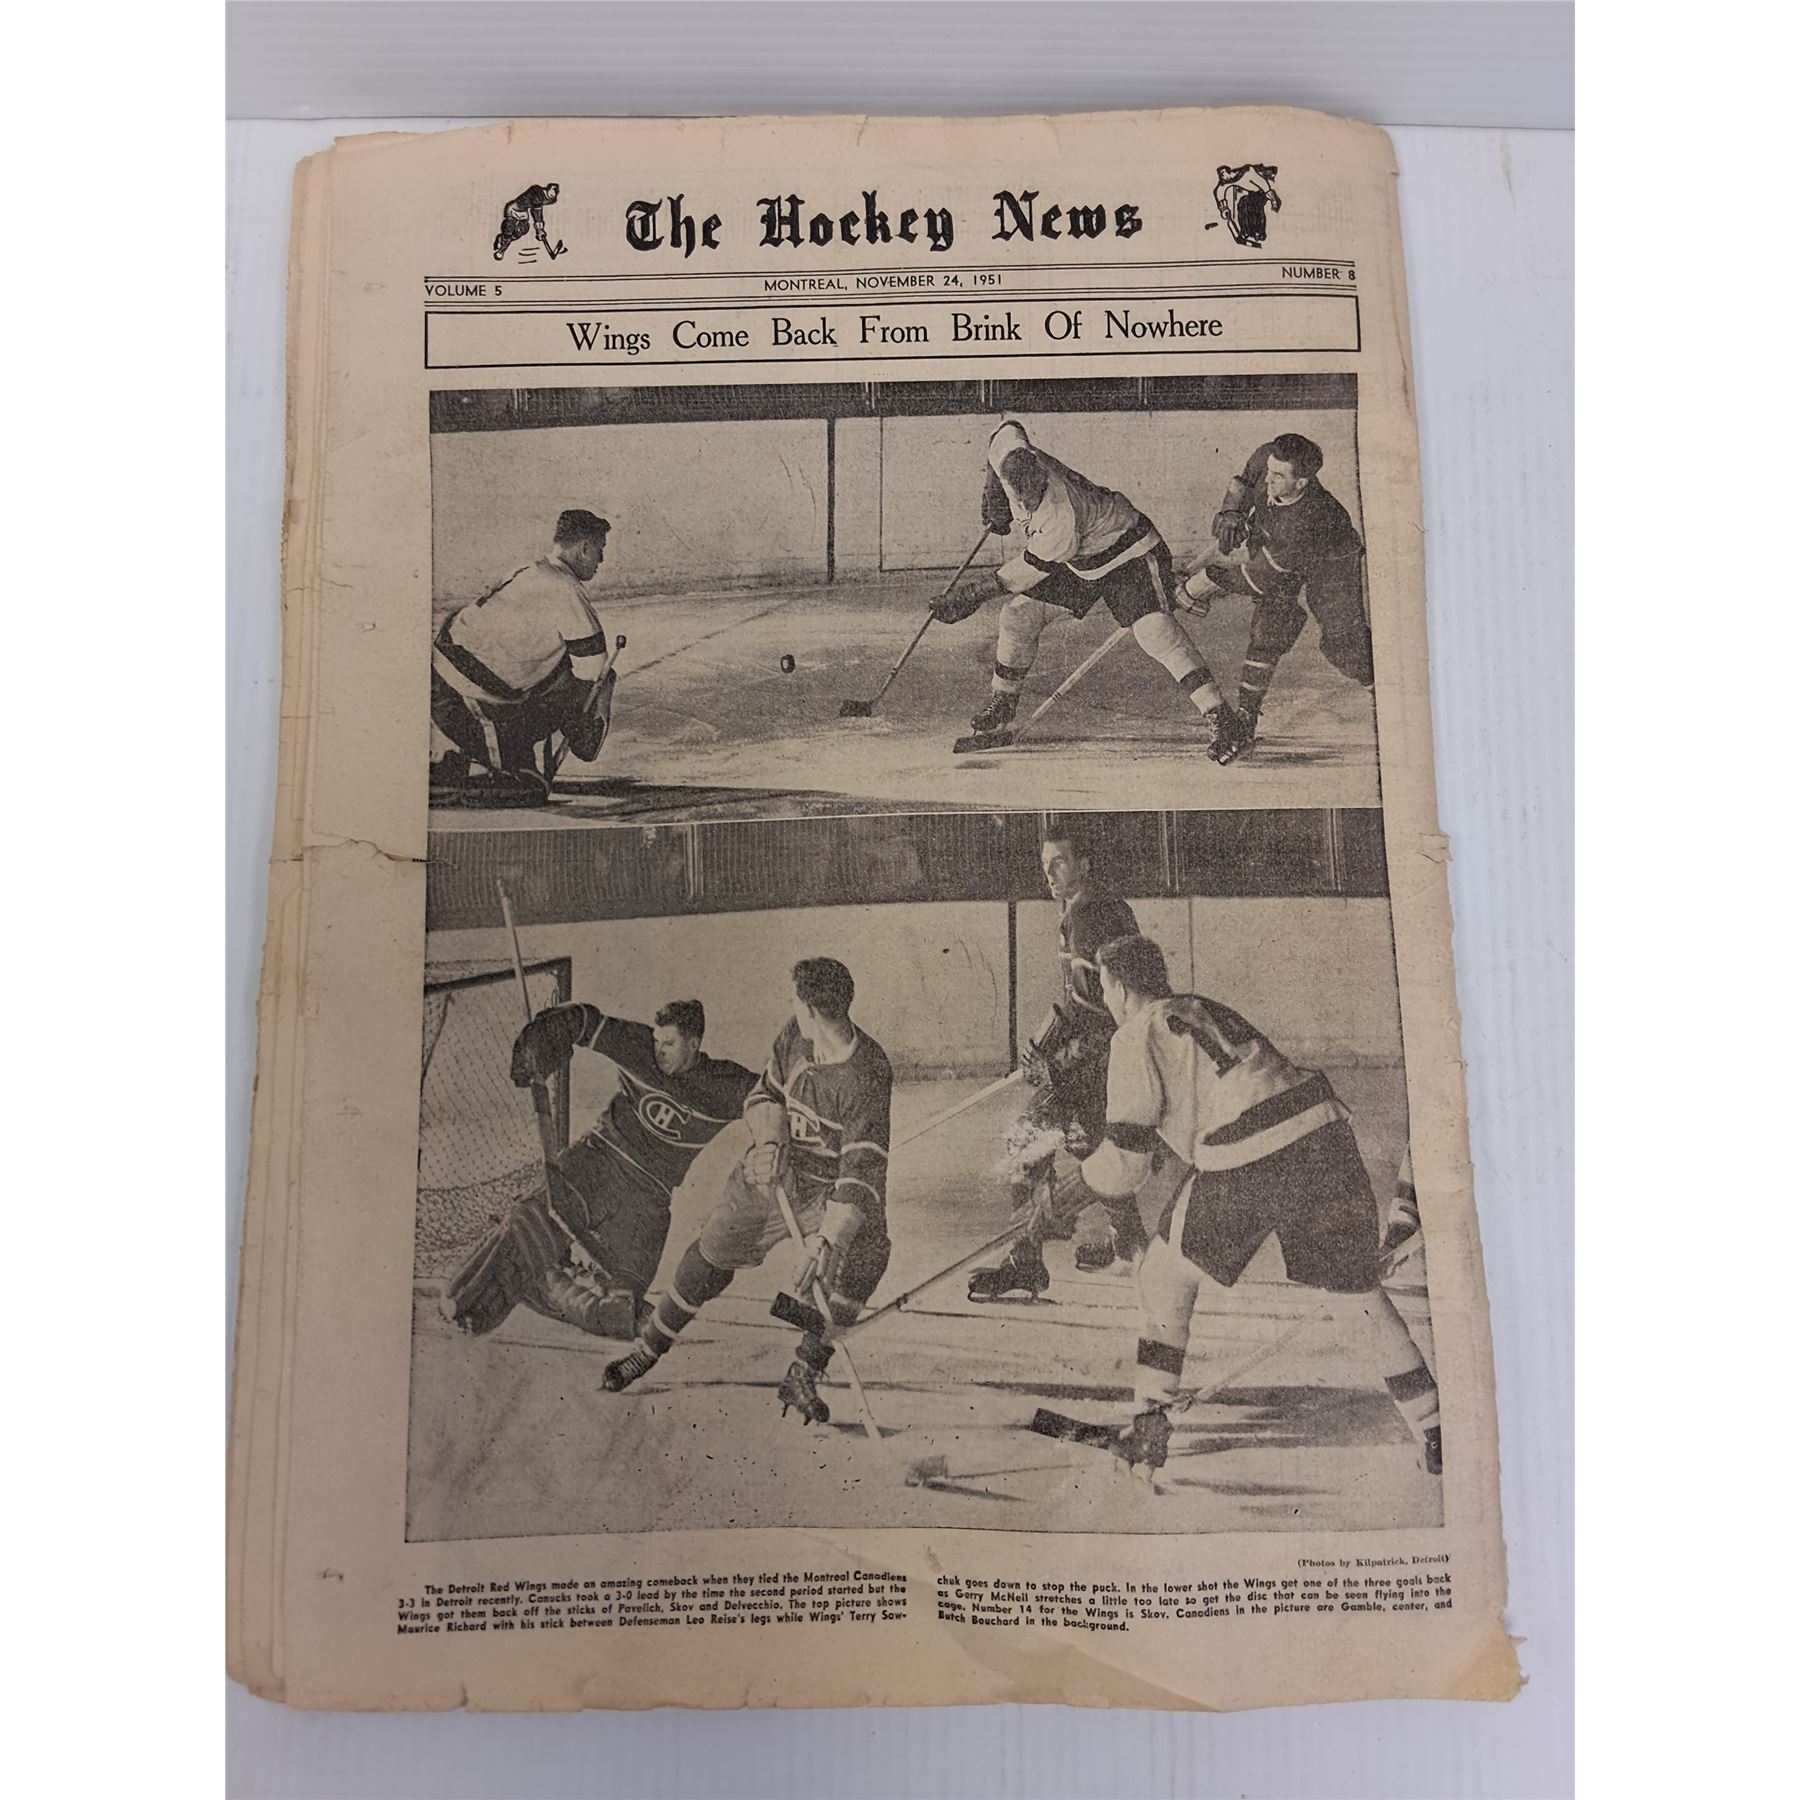 The Hockey News
VOLUME 5
MONTREAL, NOVEMBER 24, 1951
NUMBER 8
Wings Come Back From Brink Of Nowhere
(Photos by Kilpatrick, Detroit)
The Detroit Red Wings made an amazing comeback when they tied the Montreal Canadiens
3-3 in Detroit recently. Canucks took a 3-0 lead by the time the second period started but the
Wings got them back off the sticks of Pavelich, Skov and Delvecchio. The top picture shows
Maurice Richard with his stick between Defenseman Leo Reise's legs while Wings' Terry Saw-
chuk goes down to stop the puck. In the lower shot the Wings get one of the three goals back
as Gerry McNeil stretches a little too late to get the disc that can be seen flying into the
cage. Number 14 for the Wings is Skov. Canadiens in the picture are Gamble, center, and
Butch Bouchard in the background.